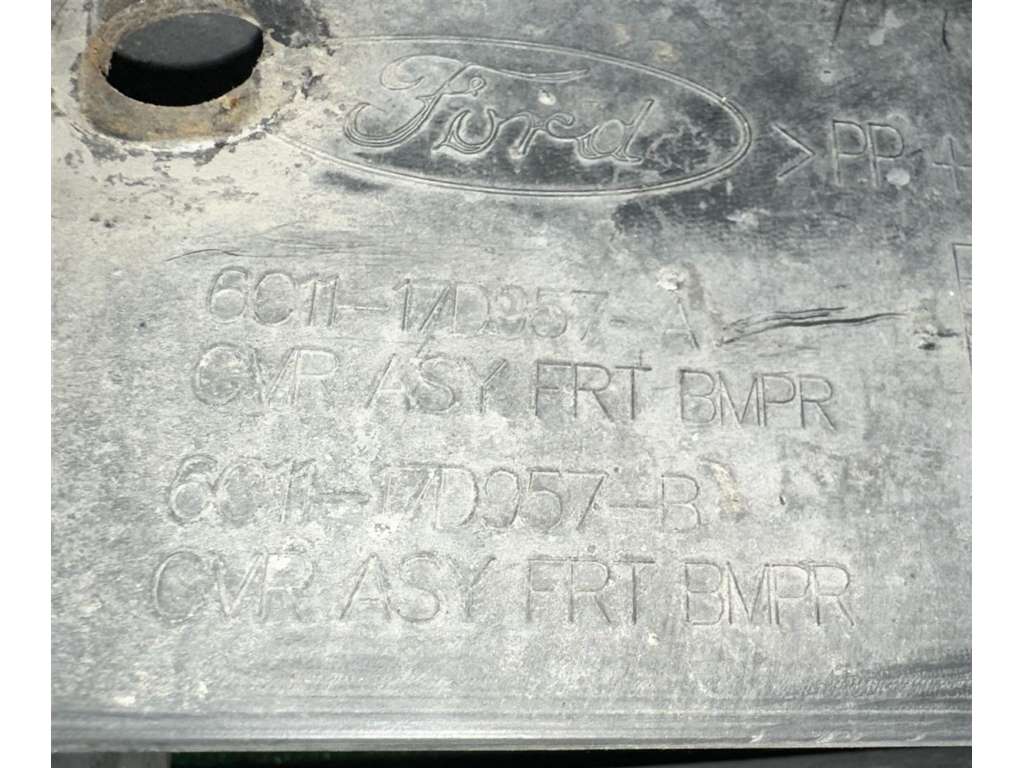 Ford
>PP+
6C11-17D957-A
CVR ASY FRT BMPR
6C11-17D957-B
CVR ASY FRT BMPR